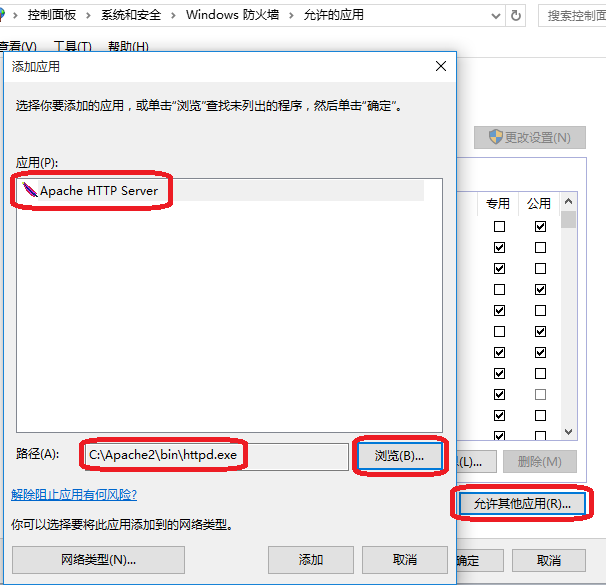 控制面板 › 系统和安全 › Windows 防火墙 › 允许的应用
搜索控制面
查看(V) 工具(T) 帮助(H)
添加应用
选择你要添加的应用，或单击"浏览"查找未列出的程序，然后单击"确定"。
更改设置(N)
应用(P):
Apache HTTP Server
专用 公用
路径(A):
C:\Apache2\bin\httpd.exe
浏览(B)...
(L)...
删除(M)
解除阻止应用有何风险?
允许其他应用(R)...
你可以选择要将此应用添加到的网络类型。
网络类型(N)...
添加
取消
确定
取消